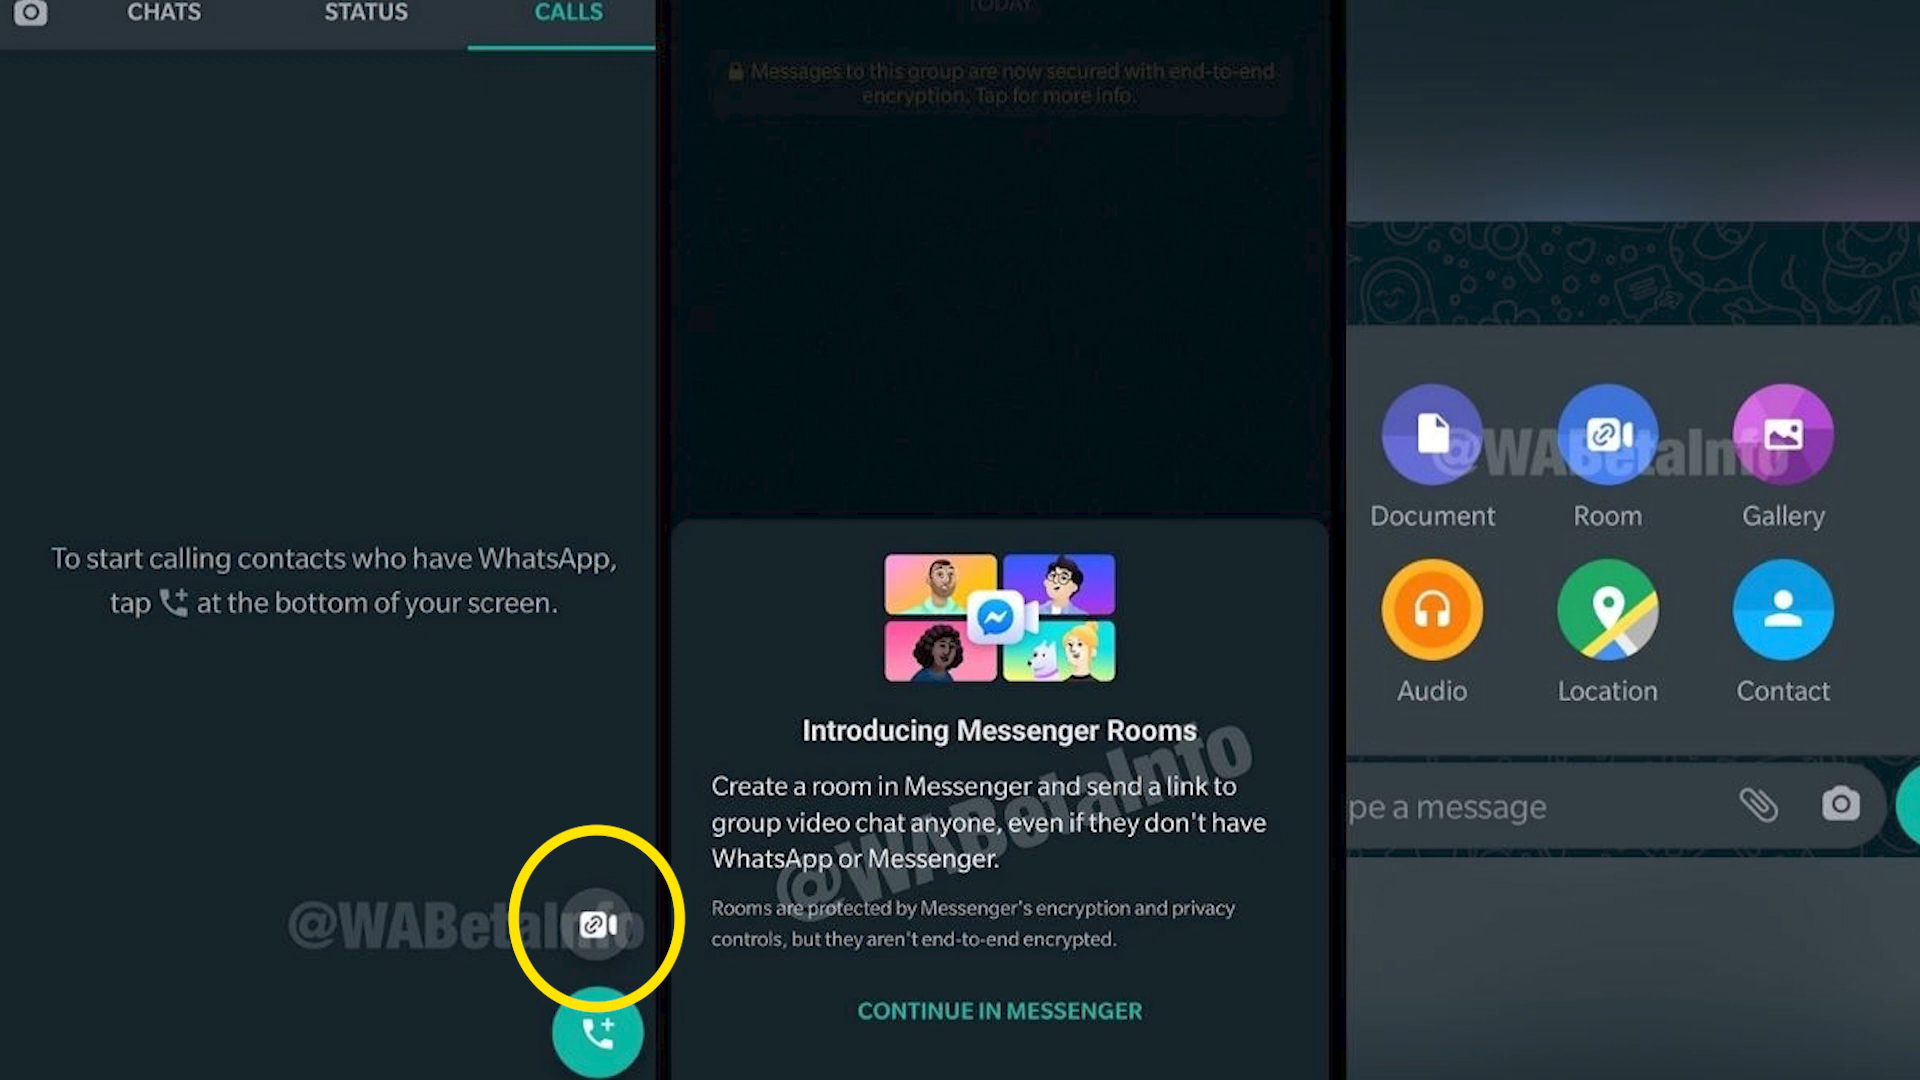 CHATS
STATUS
CALLS
To start calling contacts who have WhatsApp,
tap at the bottom of your screen.
@WABetaInfo
TODAY
Messages to this group are now secured with end-to-end
encryption. Tap for more info.
Introducing Messenger Rooms
Create a room in Messenger and send a link to
group video chat anyone, even if they don't have
WhatsApp or Messenger.
@WABetaInfo
Rooms are protected by Messenger's encryption and privacy
controls, but they aren't end-to-end encrypted.
CONTINUE IN MESSENGER
@WABetaInfo
Document
Room
Gallery
Audio
Location
Contact
pe a message